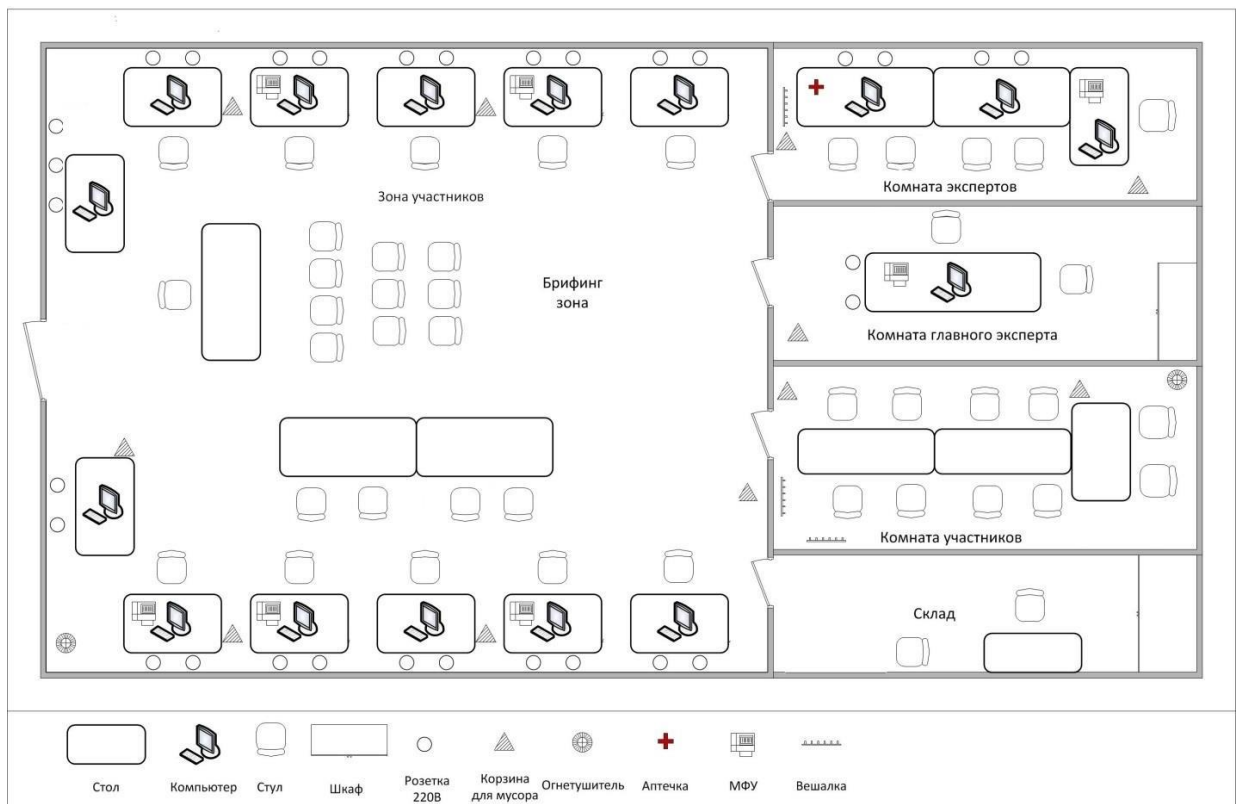 Зона участников
Комната экспертов
Брифинг
зона
Комната главного эксперта
Комната участников
Склад
Стол
Компьютер
Стул
Шкаф
Розетка
220В
Корзина
для мусора
Огнетушитель
Аптечка
МФУ
Вешалка